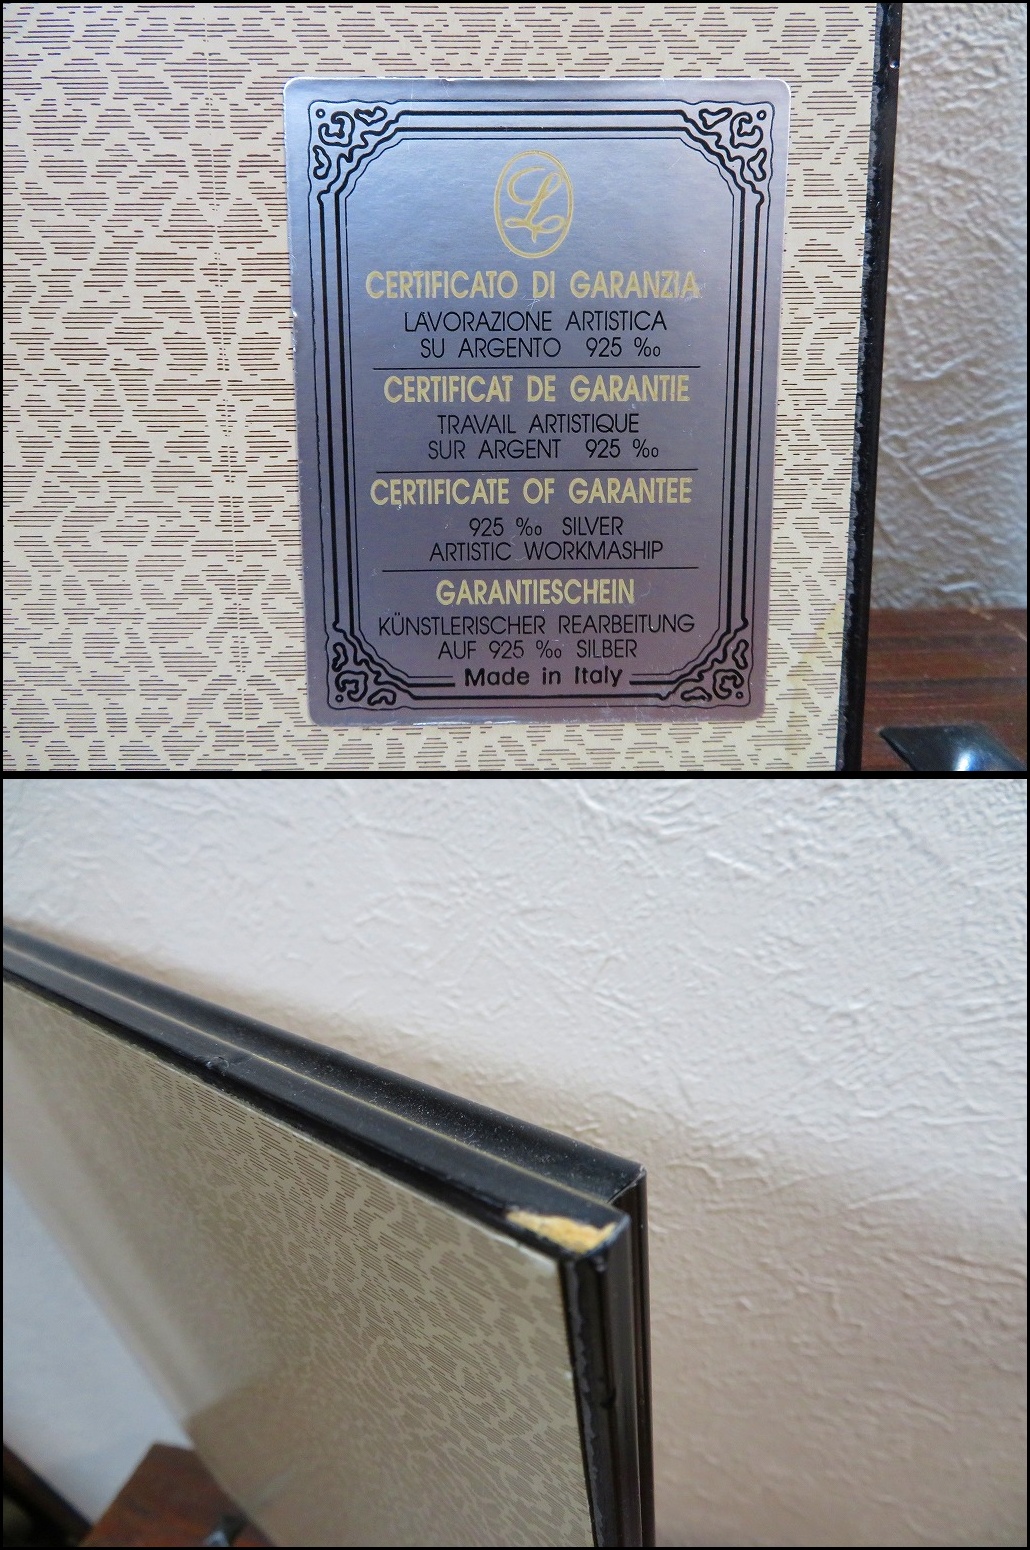 L
CERTIFICATO DI GARANZIA
LAVORAZIONE ARTISTICA
SU ARGENTO 925 ‰
CERTIFICAT DE GARANTIE
TRAVAIL ARTISTIQUE
SUR ARGENT 925 ‰
CERTIFICATE OF GARANTEE
925 ‰ SILVER
ARTISTIC WORKMASHIP
GARANTIESCHEIN
KÜNSTLERISCHER REARBEITUNG
AUF 925 ‰ SILBER
Made in Italy